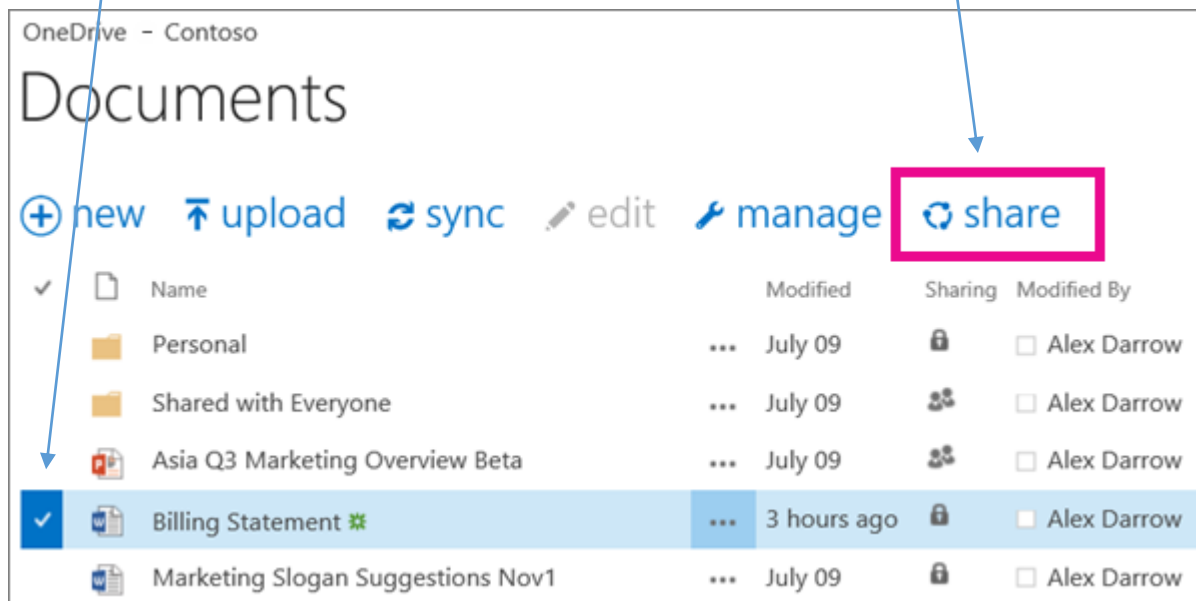 OneDrive - Contoso
Documents
new upload sync edit manage share
Name Modified Sharing Modified By
Personal ... July 09 Alex Darrow
Shared with Everyone ... July 09 Alex Darrow
Asia Q3 Marketing Overview Beta ... July 09 Alex Darrow
Billing Statement ... 3 hours ago Alex Darrow
Marketing Slogan Suggestions Nov1 ... July 09 Alex Darrow